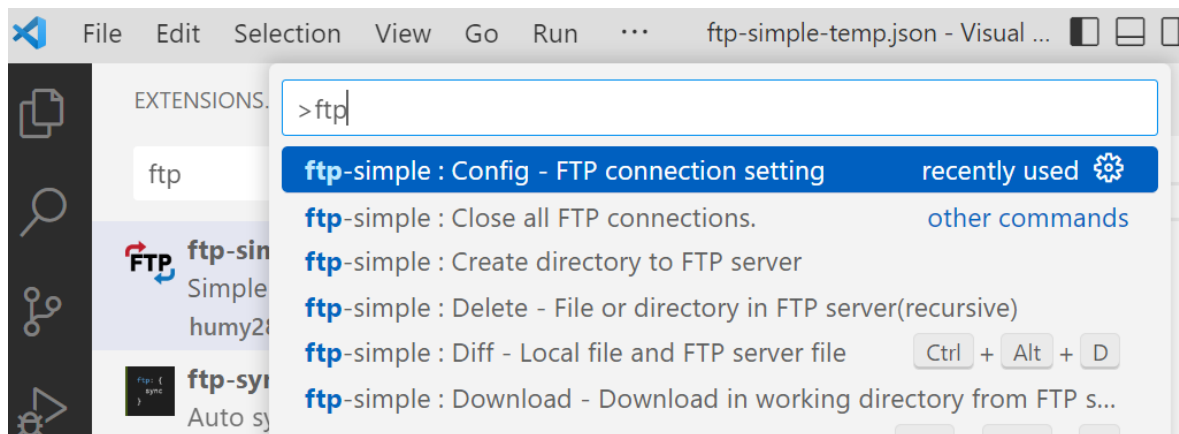 File Edit Selection View Go Run ··· ftp-simple-temp.json - Visual ...
EXTENSIONS.
>ftp
ftp
ftp-simple : Config - FTP connection setting recently used
ftp-simple : Close all FTP connections. other commands
ftp-simple : Create directory to FTP server
ftp-simple : Delete - File or directory in FTP server(recursive)
ftp-simple : Diff - Local file and FTP server file Ctrl + Alt + D
ftp-simple : Download - Download in working directory from FTP s...
FTP
ftp-sim
Simple
humy28
ftp: {
sync
}
ftp-syn
Auto sy